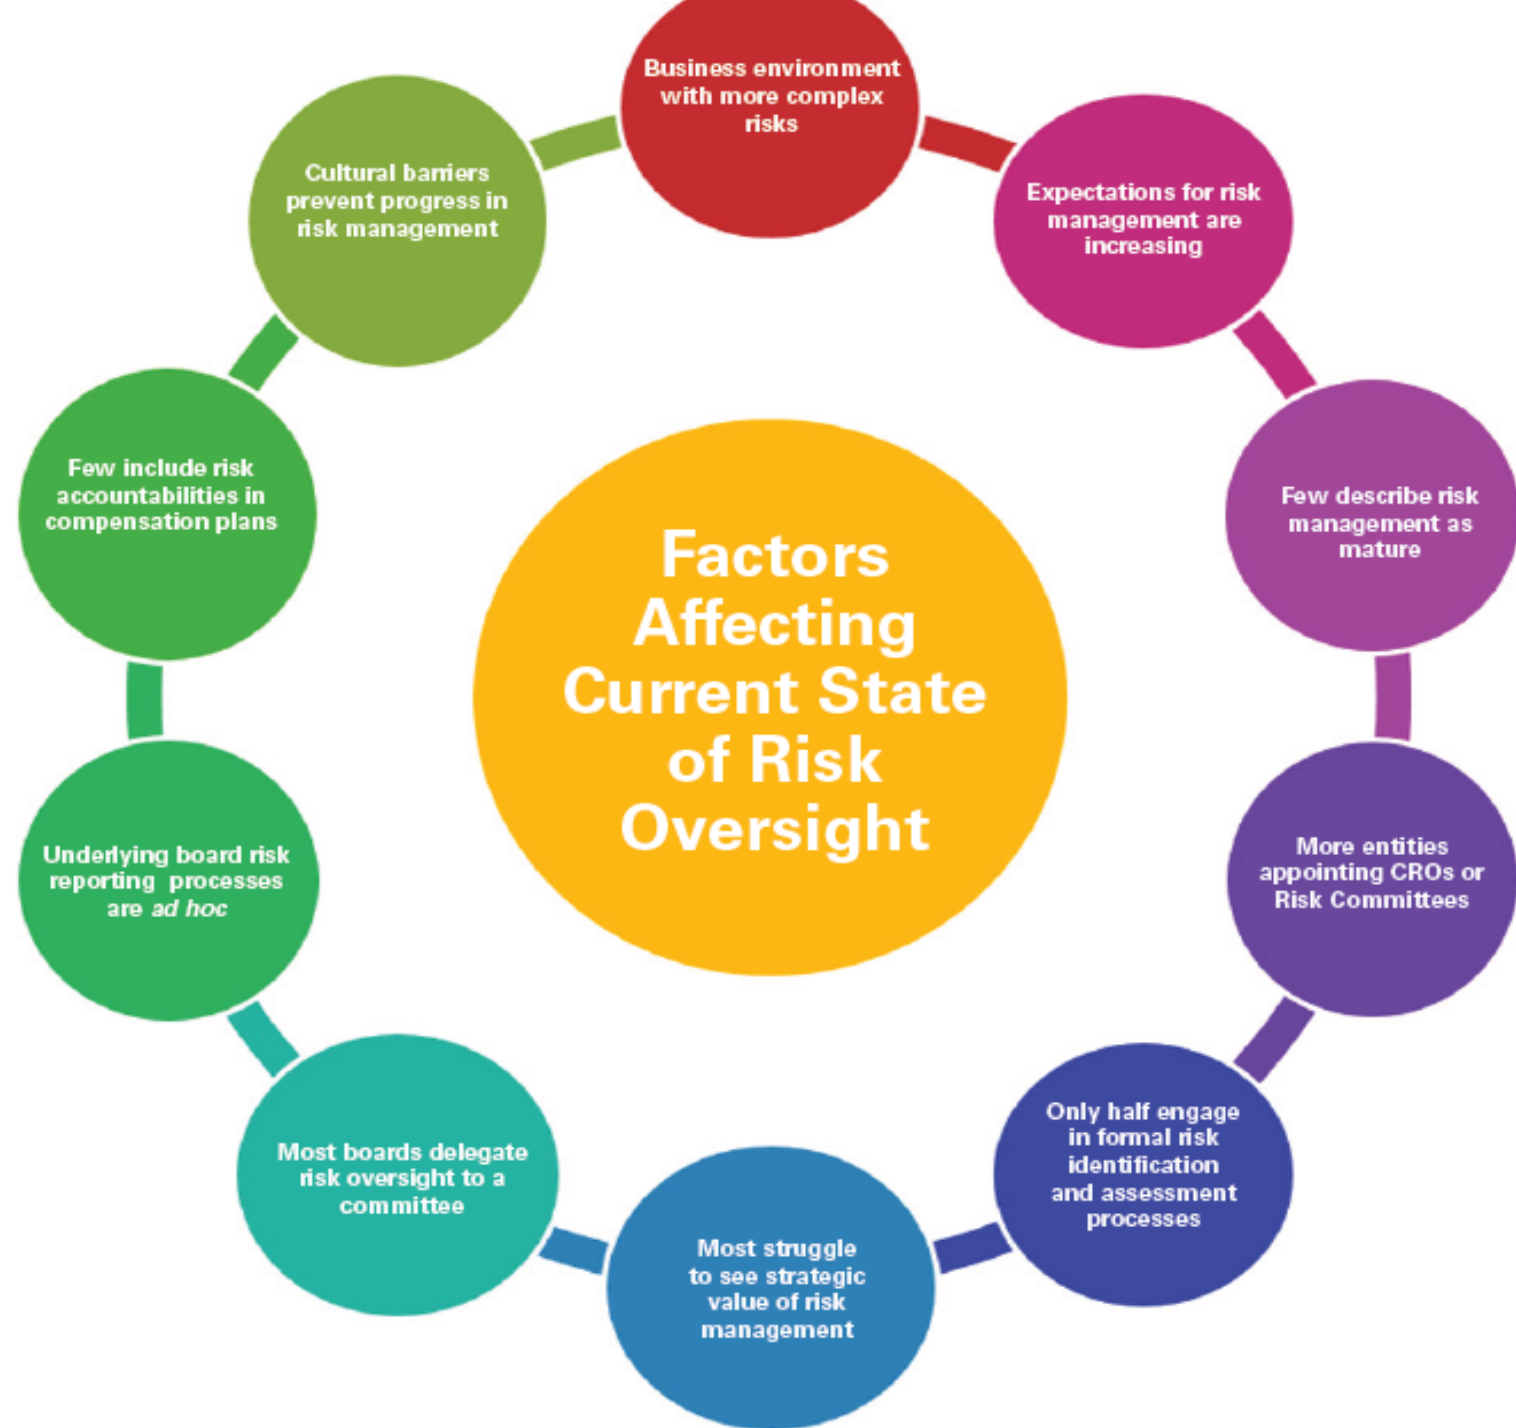 Business environment
with more complex
risks
Expectations for risk
management are
increasing
Few describe risk
management as
mature
More entities
appointing CROs or
Risk Committees
Only half engage
in formal risk
identification
and assessment
processes
Most struggle
to see strategic
value of risk
management
Most boards delegate
risk oversight to a
committee
Underlying board risk
reporting processes
are ad hoc
Few include risk
accountabilities in
compensation plans
Cultural barriers
prevent progress in
risk management
Factors
Affecting
Current State
of Risk
Oversight